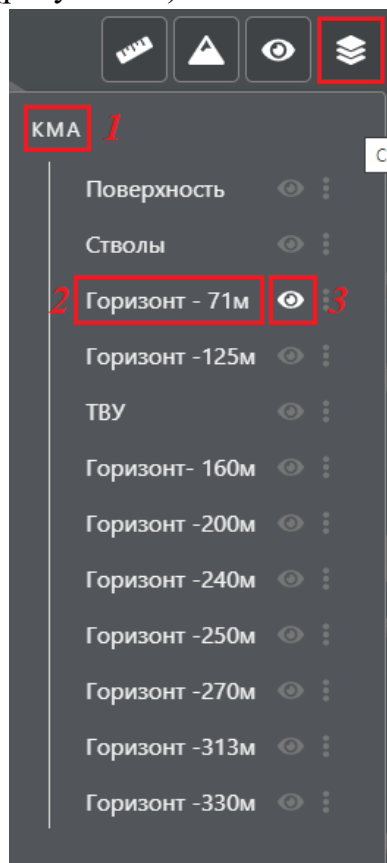 КМА 1
Поверхность
Стволы
2 Горизонт - 71м 3
Горизонт -125м
ТВУ
Горизонт- 160м
Горизонт -200м
Горизонт -240м
Горизонт -250м
Горизонт -270м
Горизонт -313м
Горизонт -330м